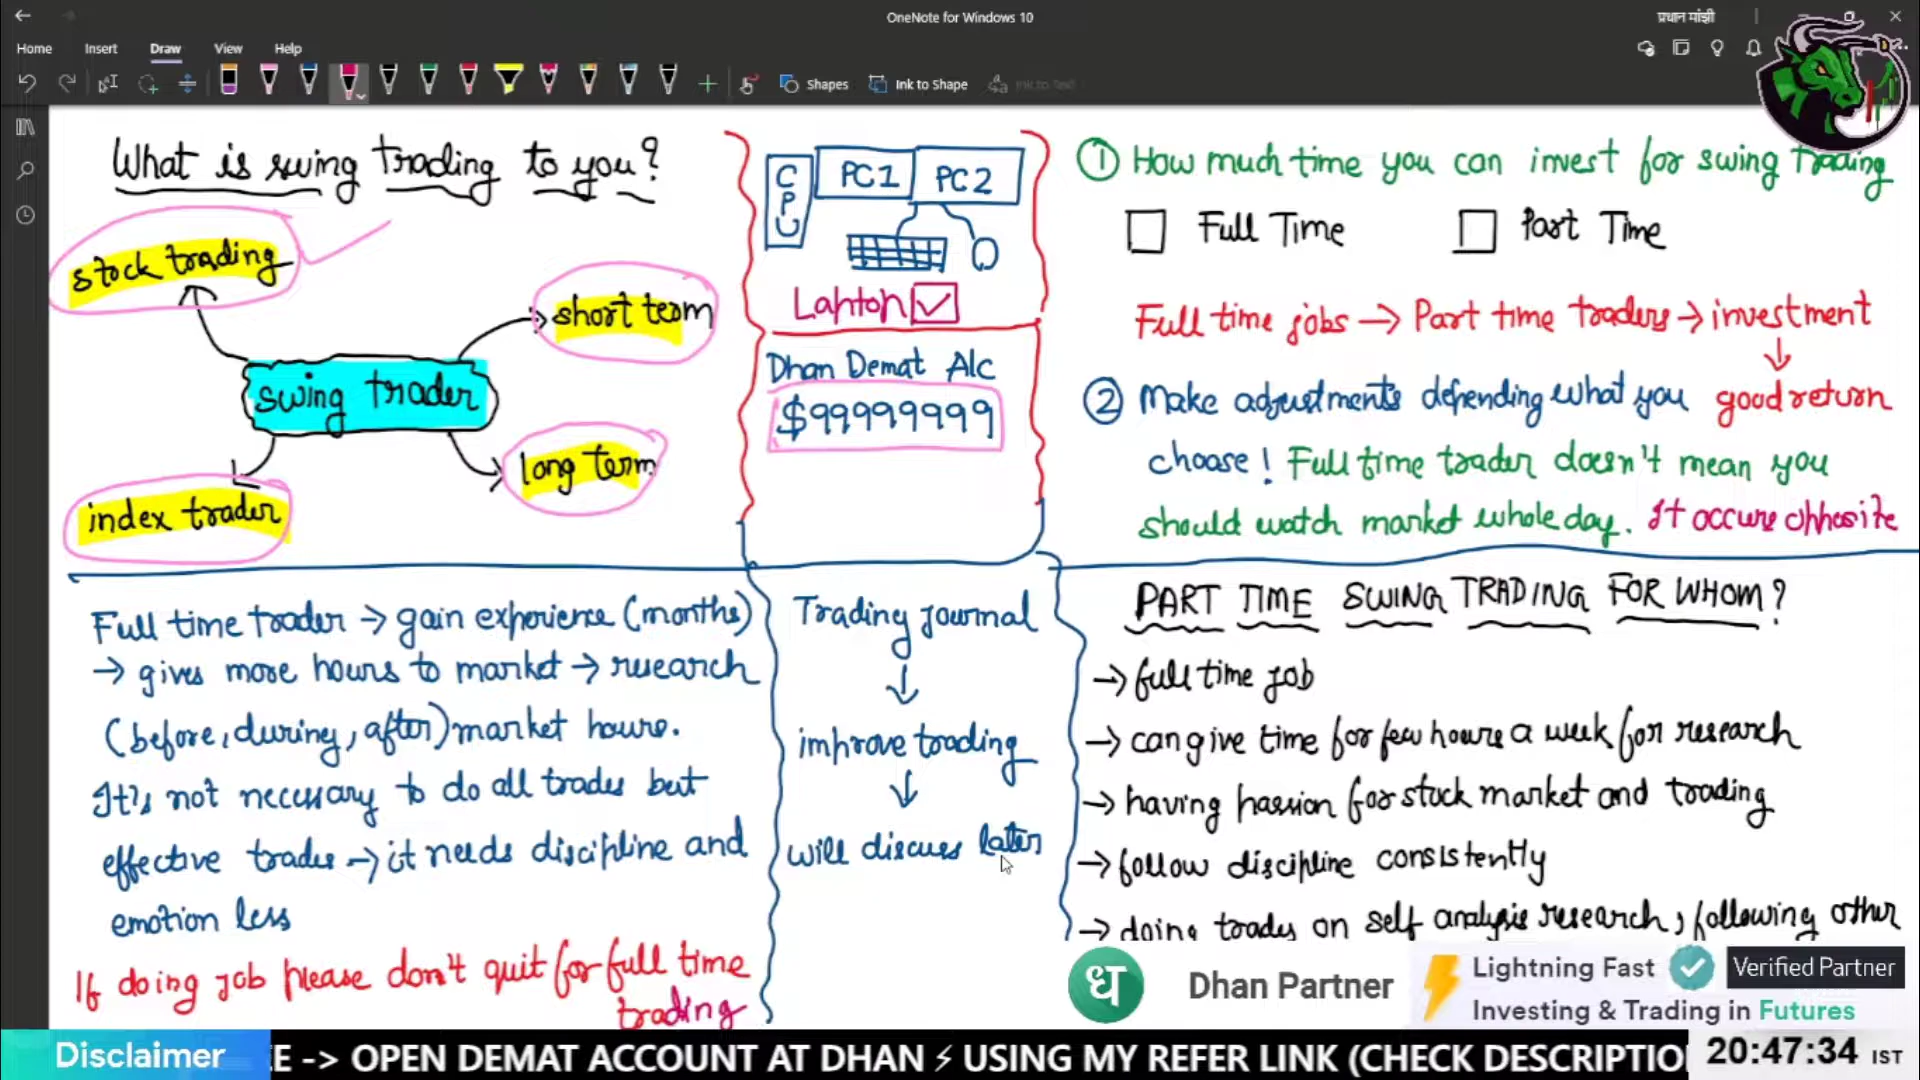 OneNote for Windows 10
प्रधान मांझी
Home Insert Draw View Help
Shapes Ink to Shape Ink to Text
What is swing trading to you?
stock trading
short term
swing trader
long term
index trader
CPU PC1 PC2
Laptop
Dhan Demat A/c
$99999999
① How much time you can invest for swing trading
Full Time Part Time
Full time jobs → Part time traders → investment
↓
good return
② Make adjustments depending what you
choose! Full time trader doesn't mean you
should watch market whole day. It occurs opposite
Full time trader → gain experience (months)
→ gives more hours to market → research
(before, during, after) market hours.
It's not necessary to do all trades but
effective trades → it needs discipline and
emotion less
If doing job please don't quit for full time
trading
Trading journal
↓
improve trading
↓
will discuss later
PART TIME SWING TRADING FOR WHOM?
→ full time job
→ can give time for few hours a week for research
→ having passion for stock market and trading
→ follow discipline consistently
→ doing trades on self analysis research, following other
ध Dhan Partner
Lightning Fast
Verified Partner
Investing & Trading in Futures
Disclaimer
EE -> OPEN DEMAT ACCOUNT AT DHAN ⚡ USING MY REFER LINK (CHECK DESCRIPTIO
20:47:34 IST